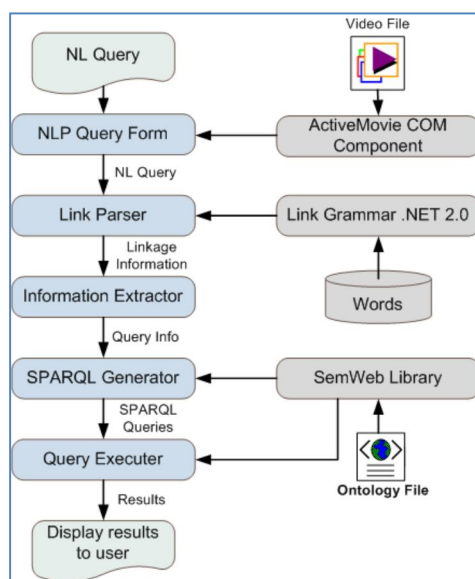 Video File
NL Query
NLP Query Form
ActiveMovie COM
Component
NL Query
Link Parser
Link Grammar .NET 2.0
Linkage
Information
Information Extractor
Words
Query Info
SPARQL Generator
SemWeb Library
SPARQL
Queries
Query Executer
Ontology File
Results
Display results
to user